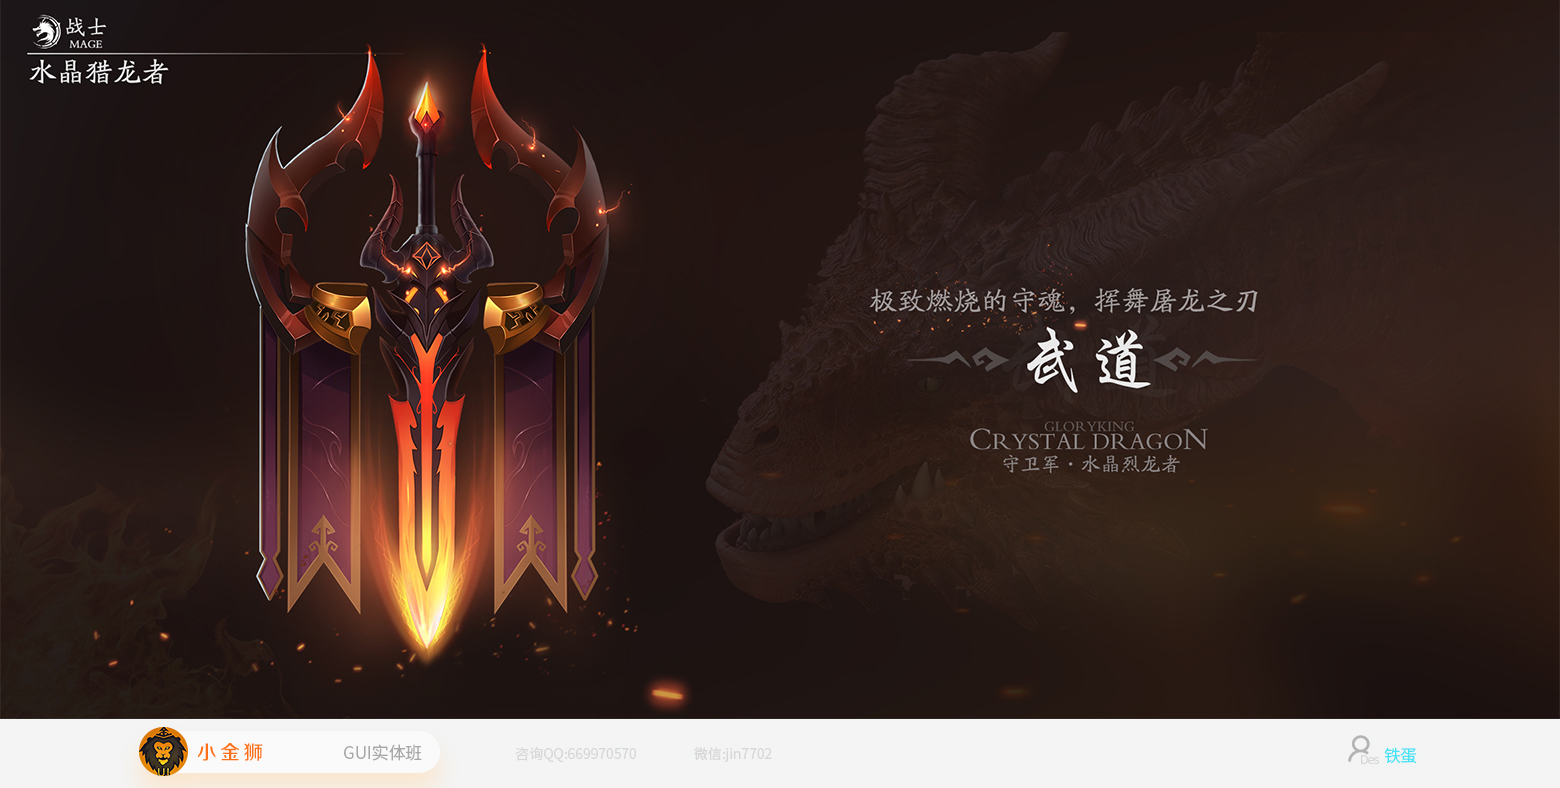 战士
MAGE
水晶猎龙者
极致燃烧的守魂，挥舞屠龙之刃
武道
GLORYKING
CRYSTAL DRAGON
守卫军·水晶烈龙者
小金狮
GUI实体班
咨询QQ:669970570
微信:jin7702
Des 铁蛋